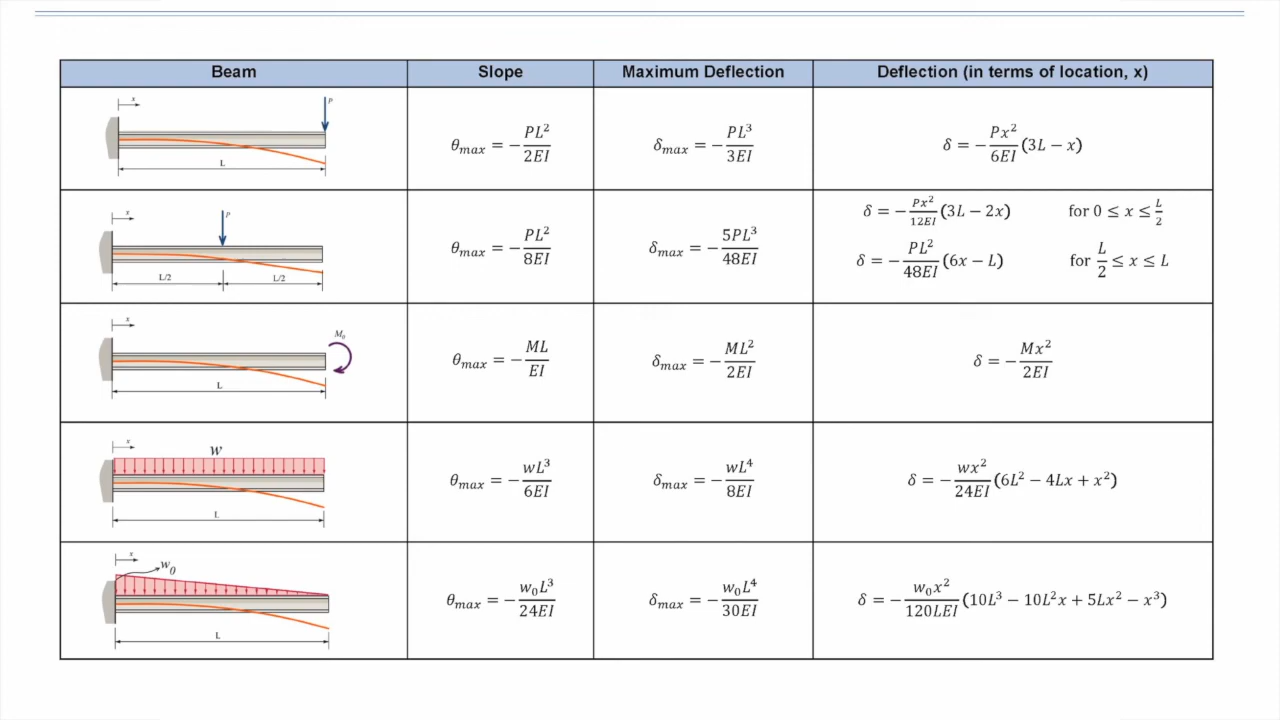 Beam Slope Maximum Deflection Deflection (in terms of location, x)
x P L θmax = −PL²/2EI δmax = −PL³/3EI δ = −Px²/6EI (3L − x)
x P L/2 L/2 θmax = −PL²/8EI δmax = −5PL³/48EI δ = −Px²/12EI (3L − 2x) for 0 ≤ x ≤ L/2
δ = −PL²/48EI (6x − L) for L/2 ≤ x ≤ L
x M₀ L θmax = −ML/EI δmax = −ML²/2EI δ = −Mx²/2EI
x w L θmax = −wL³/6EI δmax = −wL⁴/8EI δ = −wx²/24EI (6L² − 4Lx + x²)
x w₀ L θmax = −w₀L³/24EI δmax = −w₀L⁴/30EI δ = −w₀x²/120LEI (10L³ − 10L²x + 5Lx² − x³)